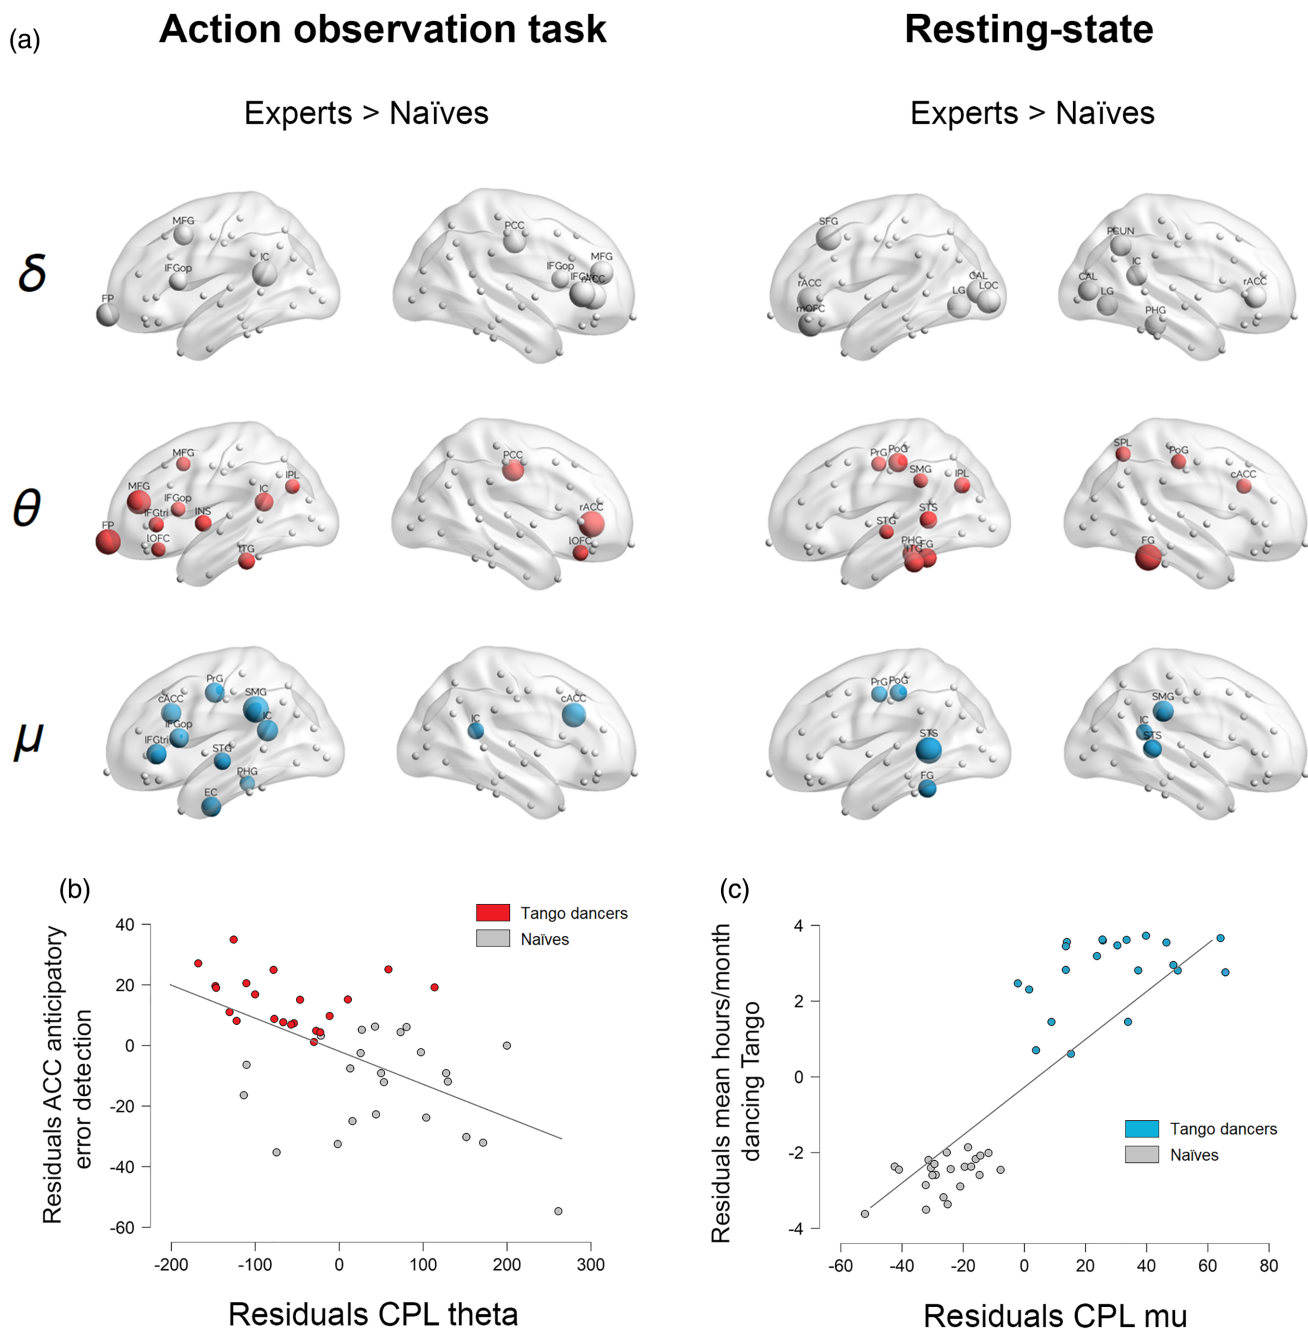 (a)
Action observation task
Resting-state
Experts > Naïves
Experts > Naïves
δ
MFG
IFGop
IC
FP
PCC
MFG
IFGop
rACC
SFG
rACC
mOFC
CAL
LG
LOC
PCUN
IC
CAL
LG
PHG
rACC
θ
MFG
MFG
IFGop
IFGtri
INS
IC
IPL
FP
lOFC
ITG
PCC
rACC
lOFC
PrG
PoG
SMG
IPL
STS
STG
PHG
FG
ITG
SPL
PoG
cACC
FG
μ
PrG
cACC
SMG
IFGop
IC
IFGtri
STG
PHG
EC
IC
cACC
PrG
PoG
STS
FG
SMG
IC
STS
(b)
Tango dancers
Naïves
Residuals ACC anticipatory
error detection
40
20
0
-20
-40
-60
-200
-100
0
100
200
300
Residuals CPL theta
(c)
Residuals mean hours/month
dancing Tango
4
2
0
-2
-4
Tango dancers
Naïves
-60
-40
-20
0
20
40
60
80
Residuals CPL mu